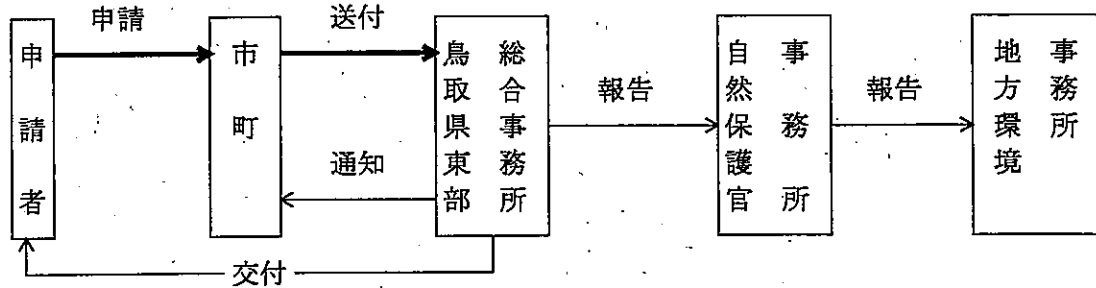 申請
送付
申請者
市町
鳥取県東部
総合事務所
報告
自然保護官
事務所
報告
地方環境
事務所
通知
交付